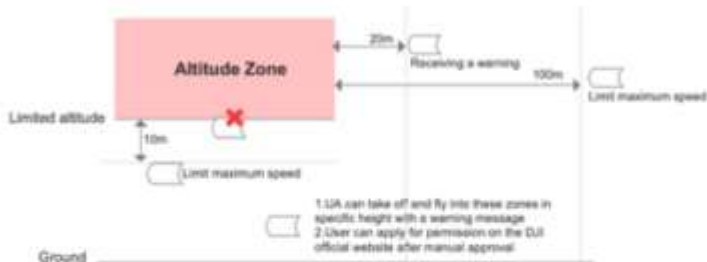 20m
Receiving a warning
Altitude Zone
100m
Limit maximum speed
Limited altitude
10m
Limit maximum speed
1.UA can take off and fly into these zones in
specific height with a warning message
2.User can apply for permission on the DJI
official website after manual approval
Ground